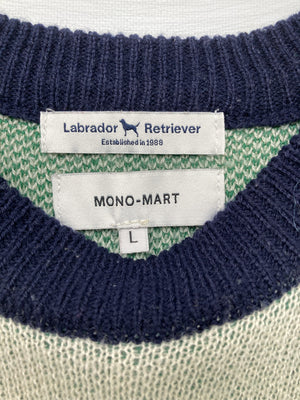 Labrador Retriever
Established in 1988
MONO-MART
L